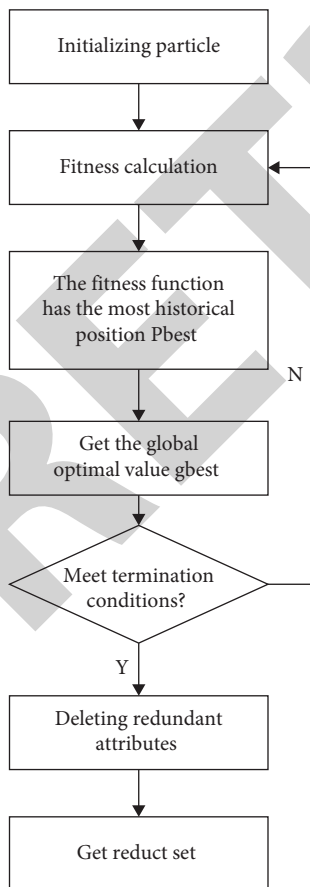 Initializing particle
Fitness calculation
The fitness function
has the most historical
position Pbest
N
Get the global
optimal value gbest
Meet termination
conditions?
Y
Deleting redundant
attributes
Get reduct set